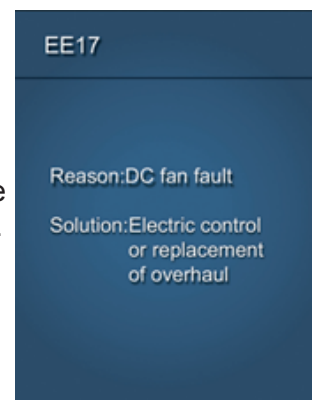 EE17
Reason:DC fan fault
Solution:Electric control
or replacement
of overhaul